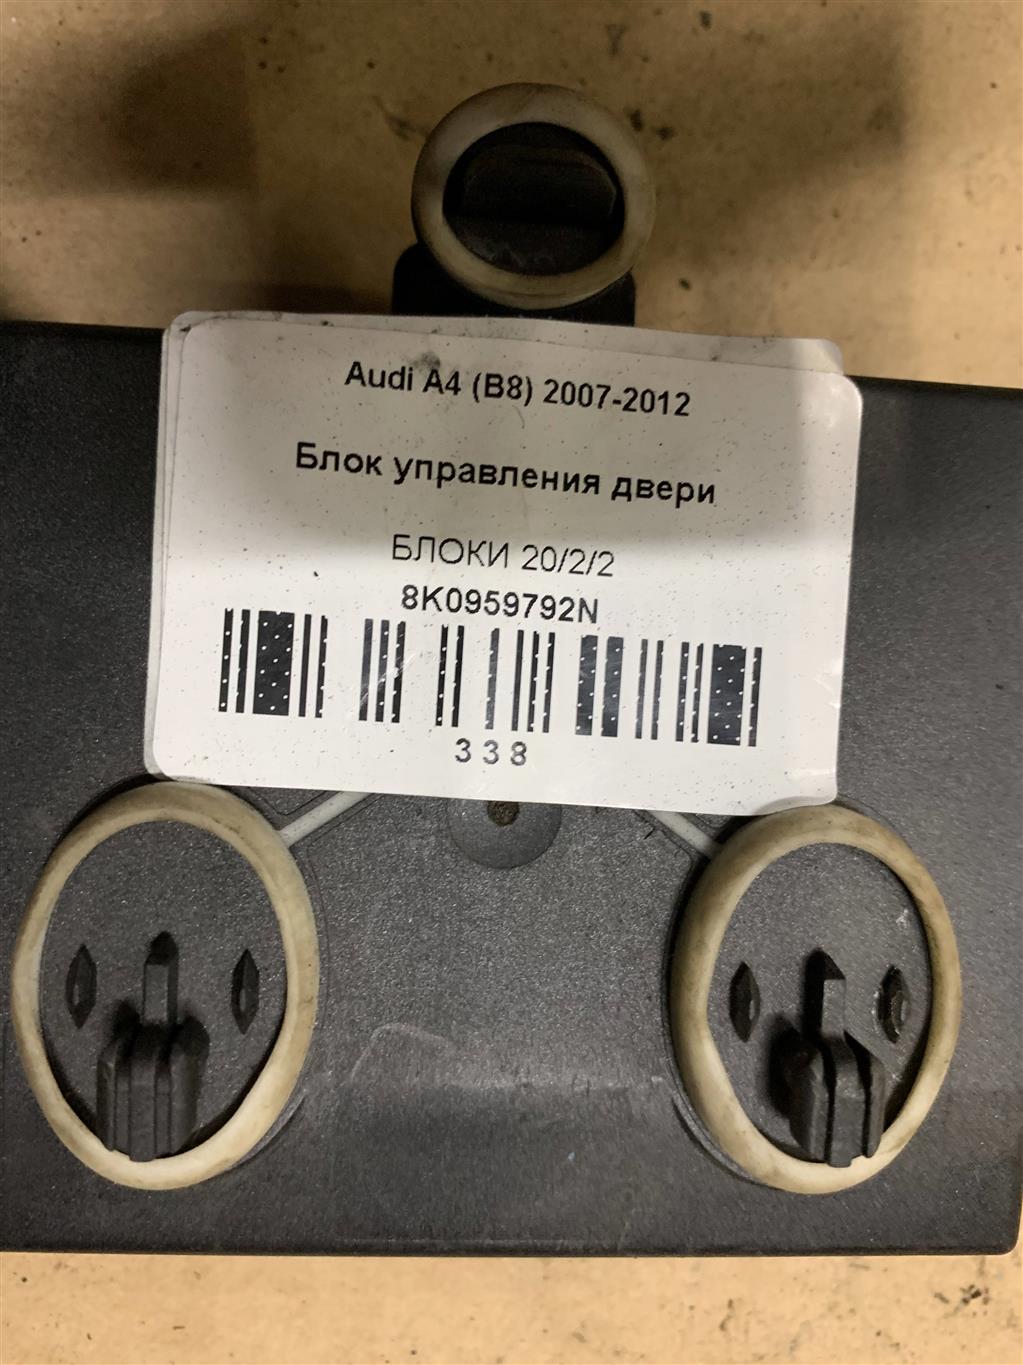 Audi A4 (B8) 2007-2012
Блок управления двери
БЛОКИ 20/2/2
8K0959792N
338